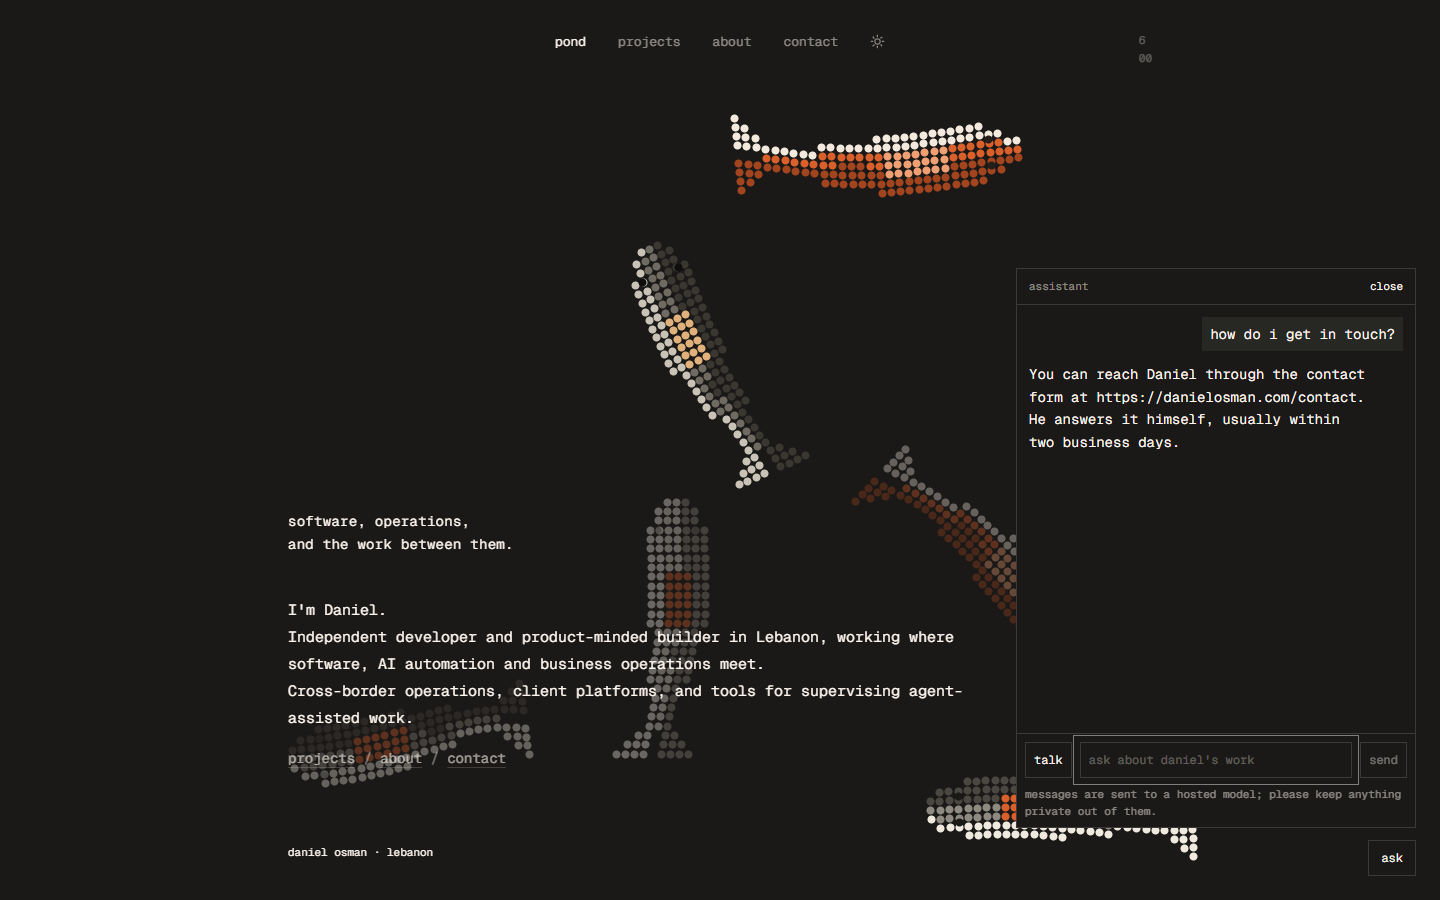 pond projects about contact
6
00
assistant close
how do i get in touch?
You can reach Daniel through the contact
form at https://danielosman.com/contact.
He answers it himself, usually within
two business days.
software, operations,
and the work between them.
I'm Daniel.
Independent developer and product-minded builder in Lebanon, working where
software, AI automation and business operations meet.
Cross-border operations, client platforms, and tools for supervising agent-
assisted work.
projects / about / contact
talk ask about daniel's work send
messages are sent to a hosted model; please keep anything
private out of them.
daniel osman · lebanon
ask